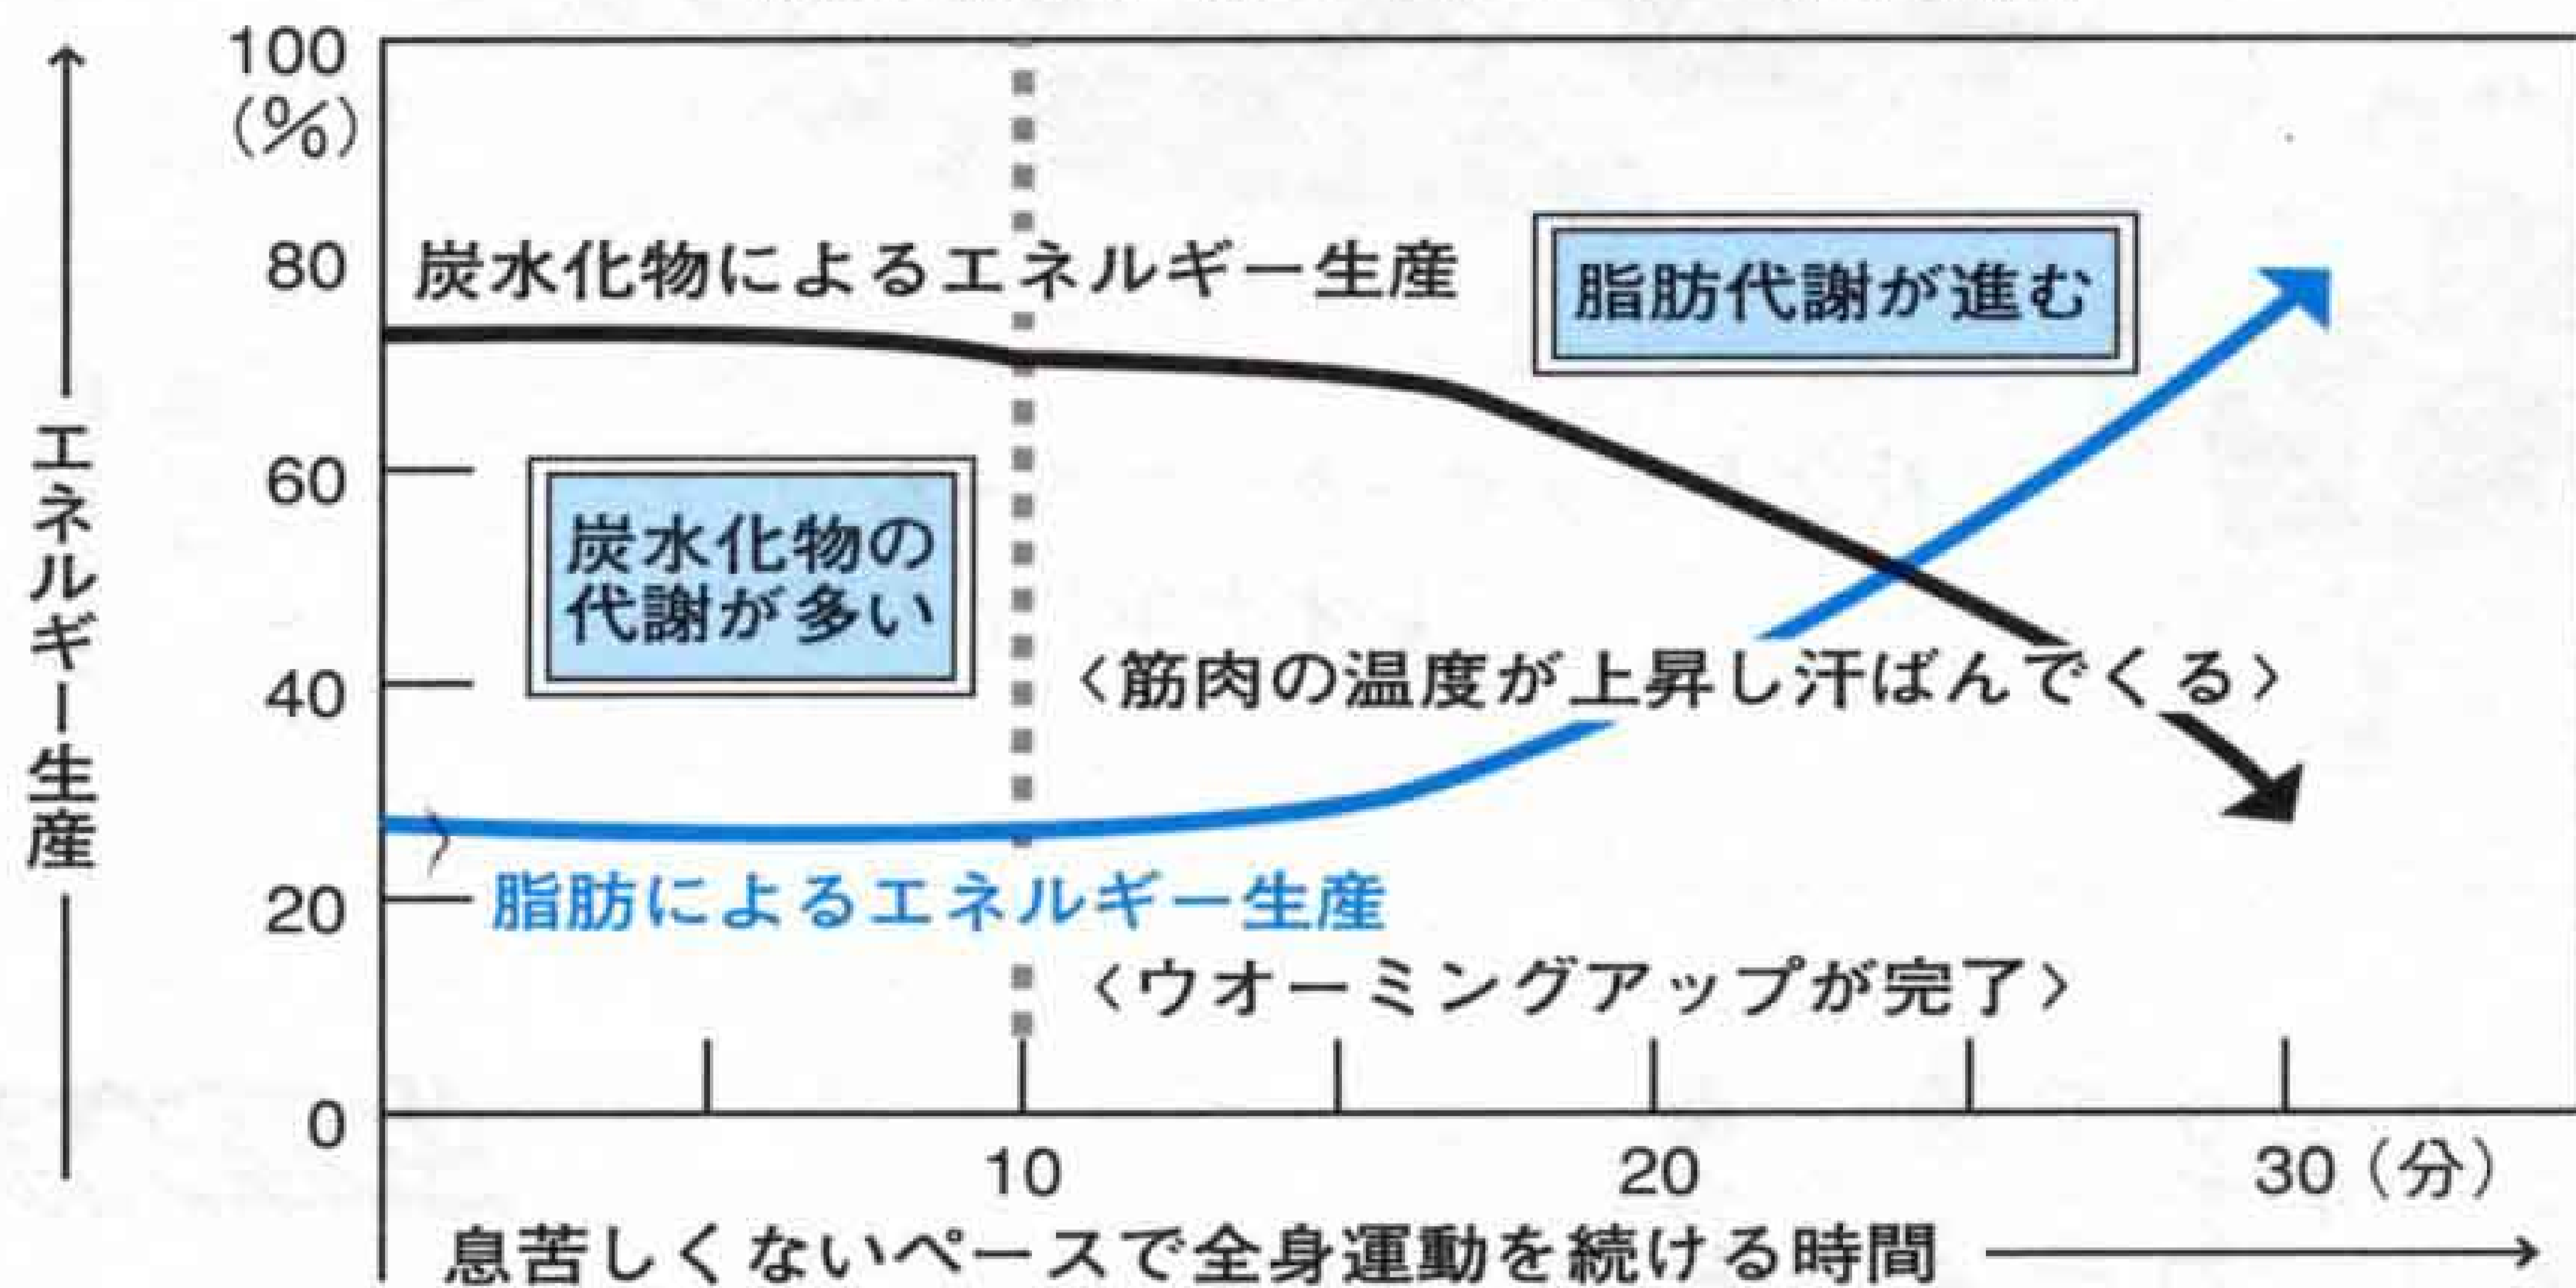 100
(%)
80
60
40
20
0
エネルギー生産
炭水化物によるエネルギー生産
脂肪代謝が進む
炭水化物の
代謝が多い
〈筋肉の温度が上昇し汗ばんでくる〉
脂肪によるエネルギー生産
〈ウオーミングアップが完了〉
10
20
30(分)
息苦しくないペースで全身運動を続ける時間